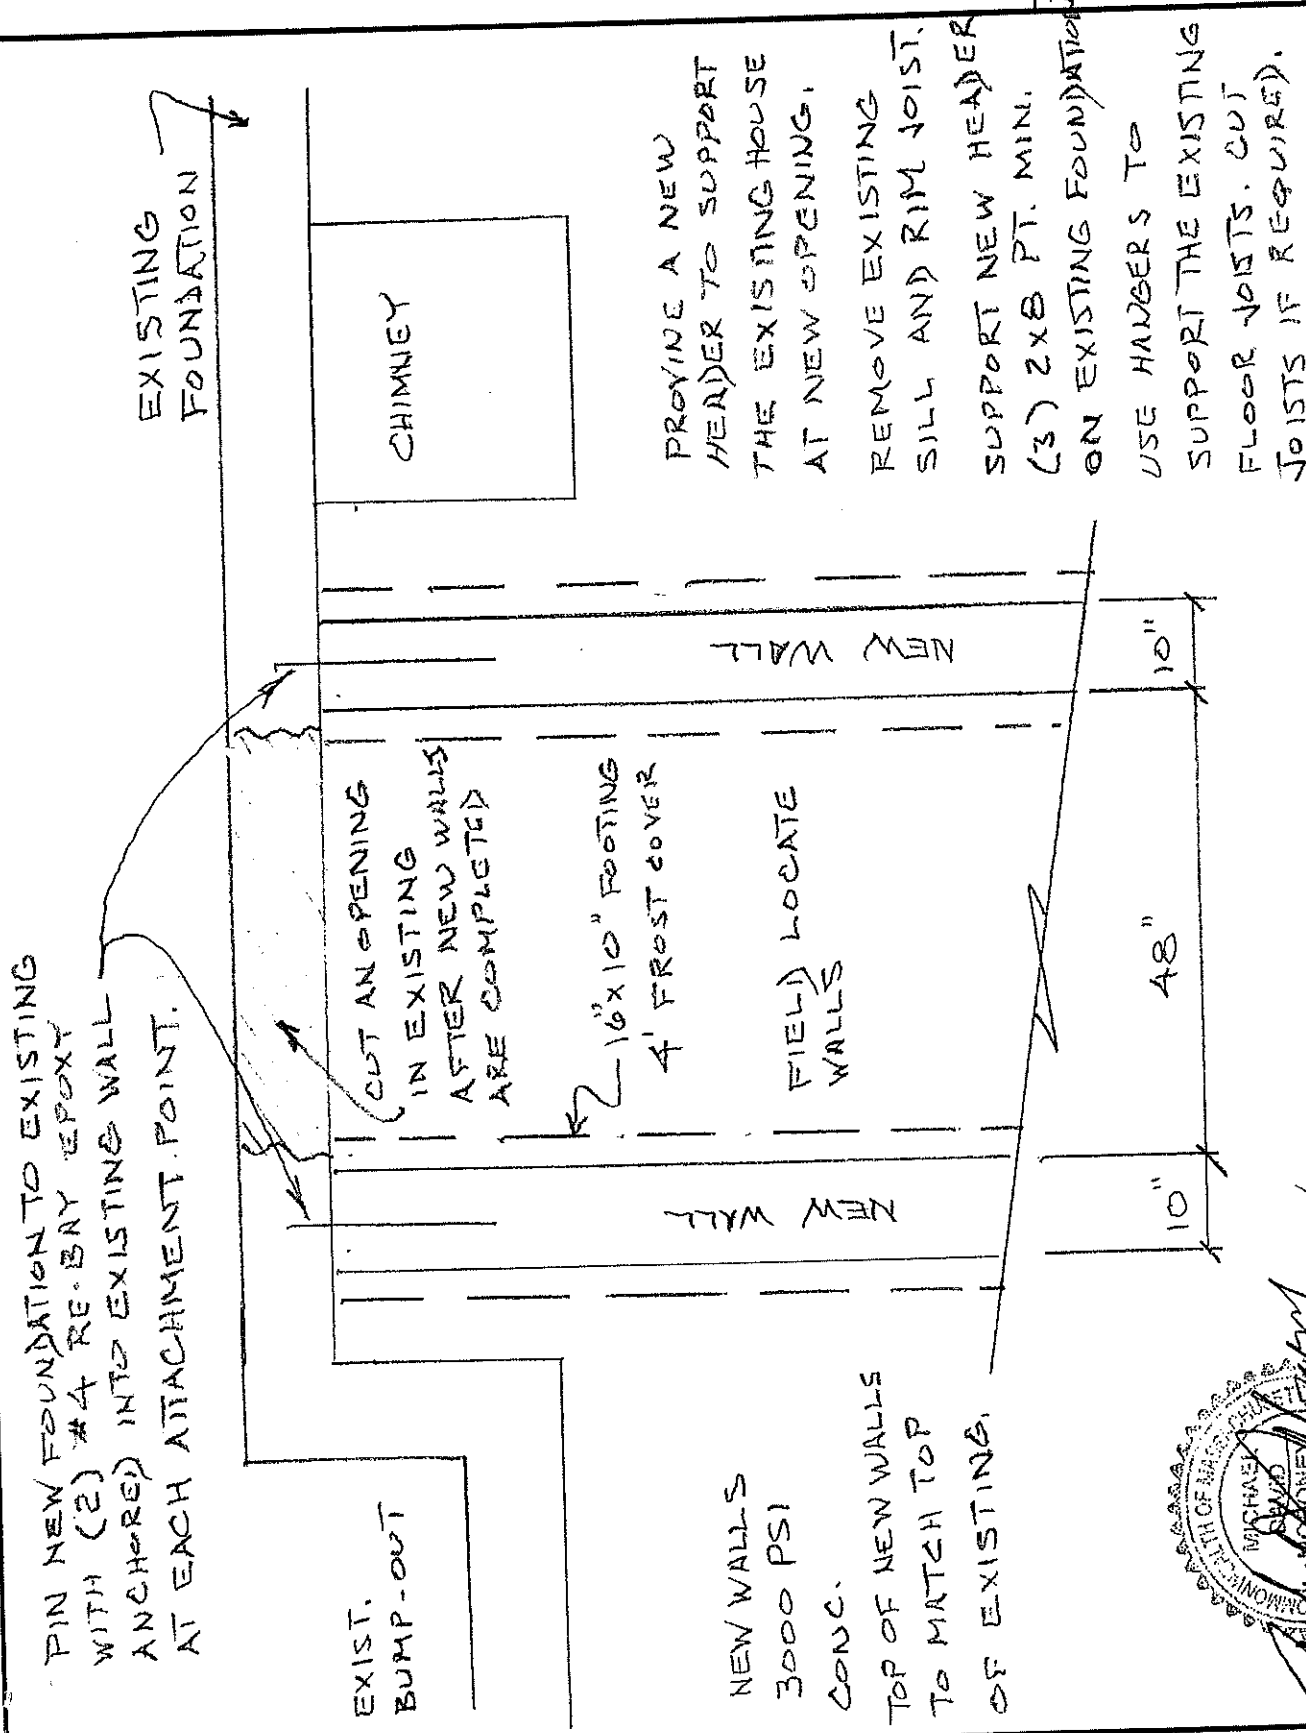 PIN NEW FOUNDATION TO EXISTING
WITH (2) #4 RE-BAY EPOXY
ANCHORED INTO EXISTING WALL
AT EACH ATTACHMENT POINT.
EXISTING
FOUNDATION
CHIMNEY
EXIST.
BUMP-OUT
CUT AN OPENING
IN EXISTING
AFTER NEW WALLS
ARE COMPLETED
16"X10" FOOTING
4' FROST COVER
FIELD LOCATE
WALLS
NEW WALL
NEW WALL
10"
48"
10"
NEW WALLS
3000 PSI
CONC.
TOP OF NEW WALLS
TO MATCH TOP
OF EXISTING.
PROVINE A NEW
HEADER TO SUPPORT
THE EXISTING HOUSE
AT NEW OPENING.
REMOVE EXISTING
SILL AND RIM JOIST.
SUPPORT NEW HEADER
(3) 2X8 PT. MIN.
ON EXISTING FOUNDATION
USE HANGERS TO
SUPPORT THE EXISTING
FLOOR JOISTS. CUT
JOISTS IF REQUIRED.
MICHAEL
DAVID